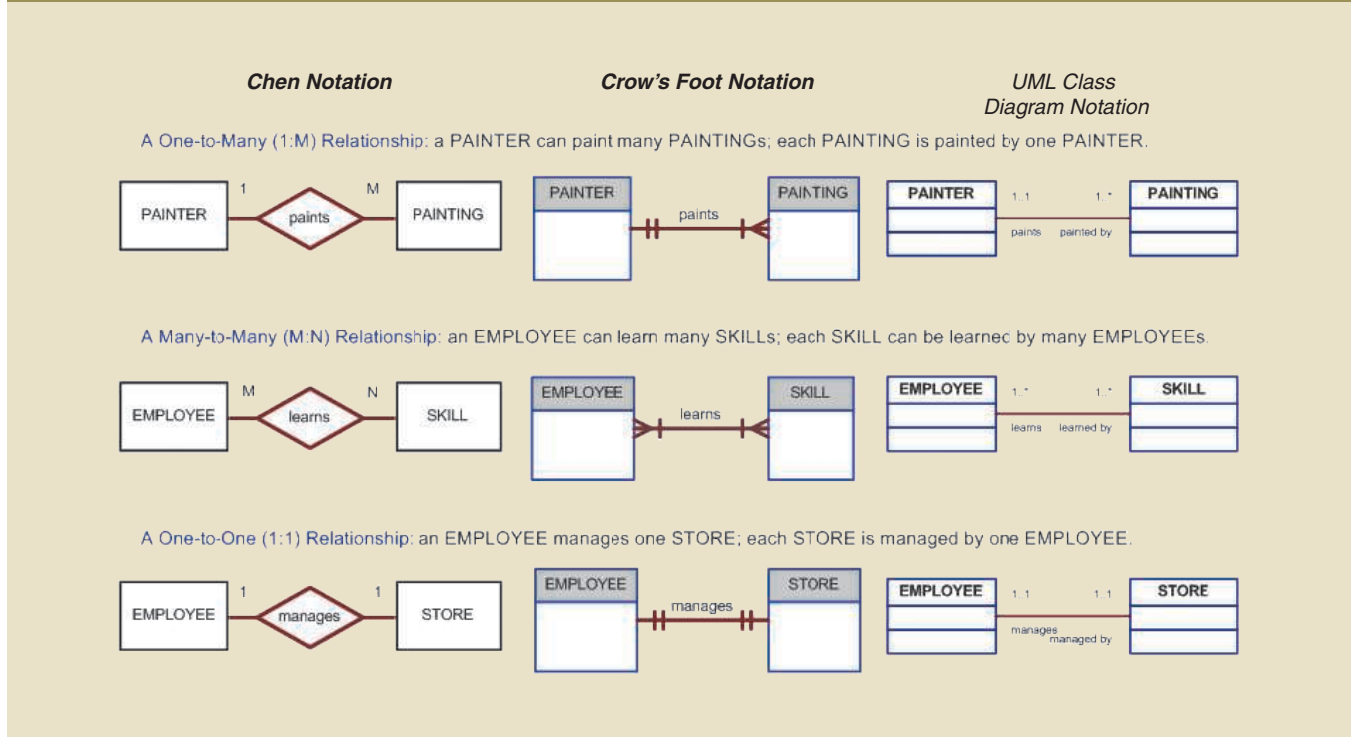 Chen Notation
Crow's Foot Notation
UML Class
Diagram Notation
A One-to-Many (1:M) Relationship: a PAINTER can paint many PAINTINGs; each PAINTING is painted by one PAINTER.
PAINTER
1
paints
M
PAINTING
PAINTER
paints
PAINTING
PAINTER
1..1
1..*
paints
painted by
PAINTING
A Many-to-Many (M:N) Relationship: an EMPLOYEE can learn many SKILLs; each SKILL can be learned by many EMPLOYEEs.
EMPLOYEE
M
learns
N
SKILL
EMPLOYEE
learns
SKILL
EMPLOYEE
1..*
1..*
learns
learned by
SKILL
A One-to-One (1:1) Relationship: an EMPLOYEE manages one STORE; each STORE is managed by one EMPLOYEE.
EMPLOYEE
1
manages
1
STORE
EMPLOYEE
manages
STORE
EMPLOYEE
1..1
1..1
manages
managed by
STORE